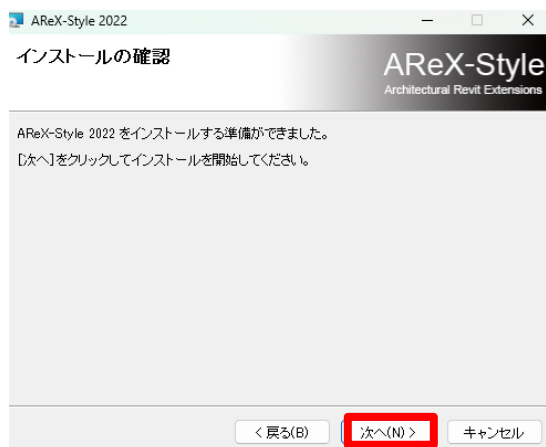 AReX-Style 2022
インストールの確認
AReX-Style
Architectural Revit Extensions
AReX-Style 2022 をインストールする準備ができました。
[次へ]をクリックしてインストールを開始してください。
< 戻る(B)
次へ(N) >
キャンセル